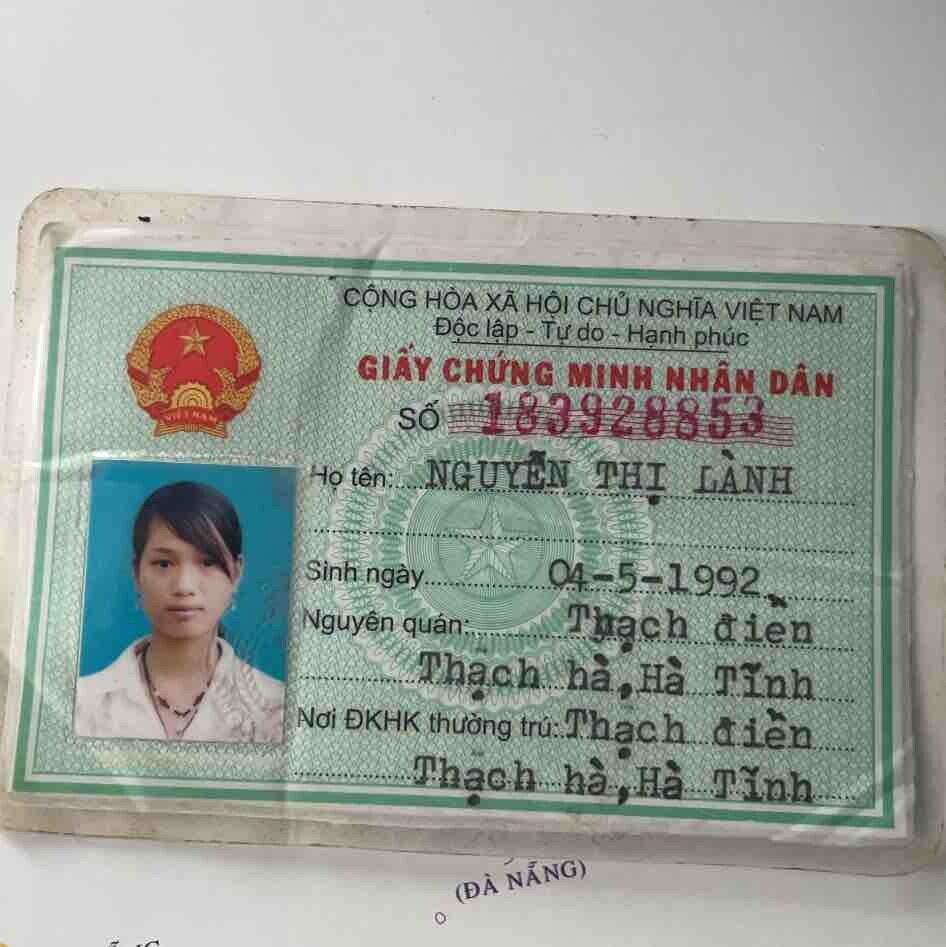 CỘNG HÒA XÃ HỘI CHỦ NGHĨA VIỆT NAM
Độc lập - Tự do - Hạnh phúc
GIẤY CHỨNG MINH NHÂN DÂN
SỐ 183928853
VIỆT NAM
Họ tên: NGUYỄN THỊ LÀNH
Sinh ngày 04-5-1992
Nguyên quán: Thạch điền
Thạch hà, Hà Tĩnh
Nơi ĐKHK thường trú: Thạch điền
Thạch hà, Hà Tĩnh
(ĐÀ NẴNG)